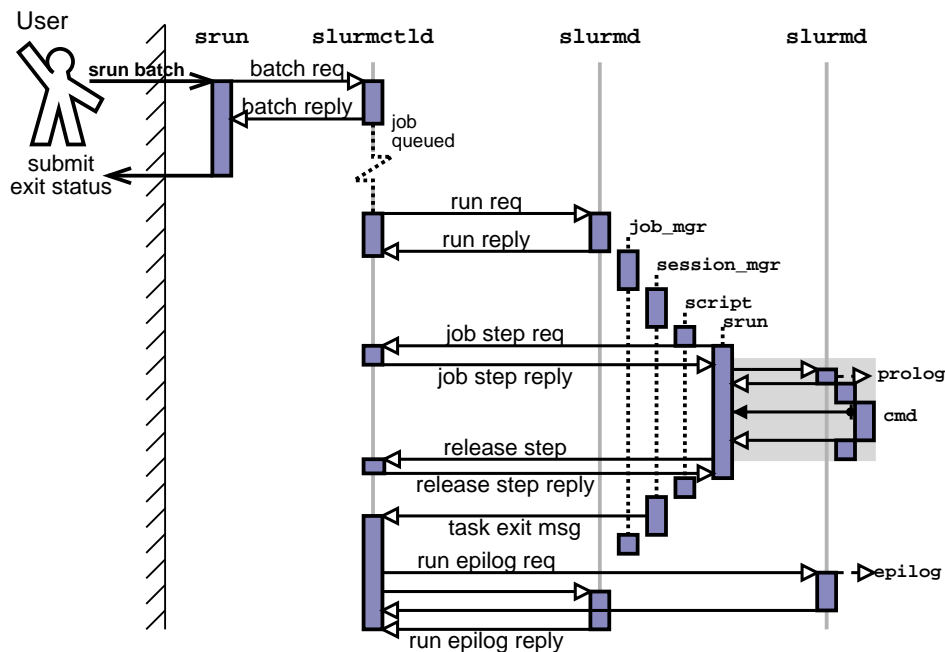 User
srun
slurmctld
slurmd
slurmd
srun batch
batch req
batch reply
job
queued
submit
exit status
run req
run reply
job_mgr
session_mgr
script
srun
job step req
job step reply
prolog
cmd
release step
release step reply
task exit msg
run epilog req
epilog
run epilog reply